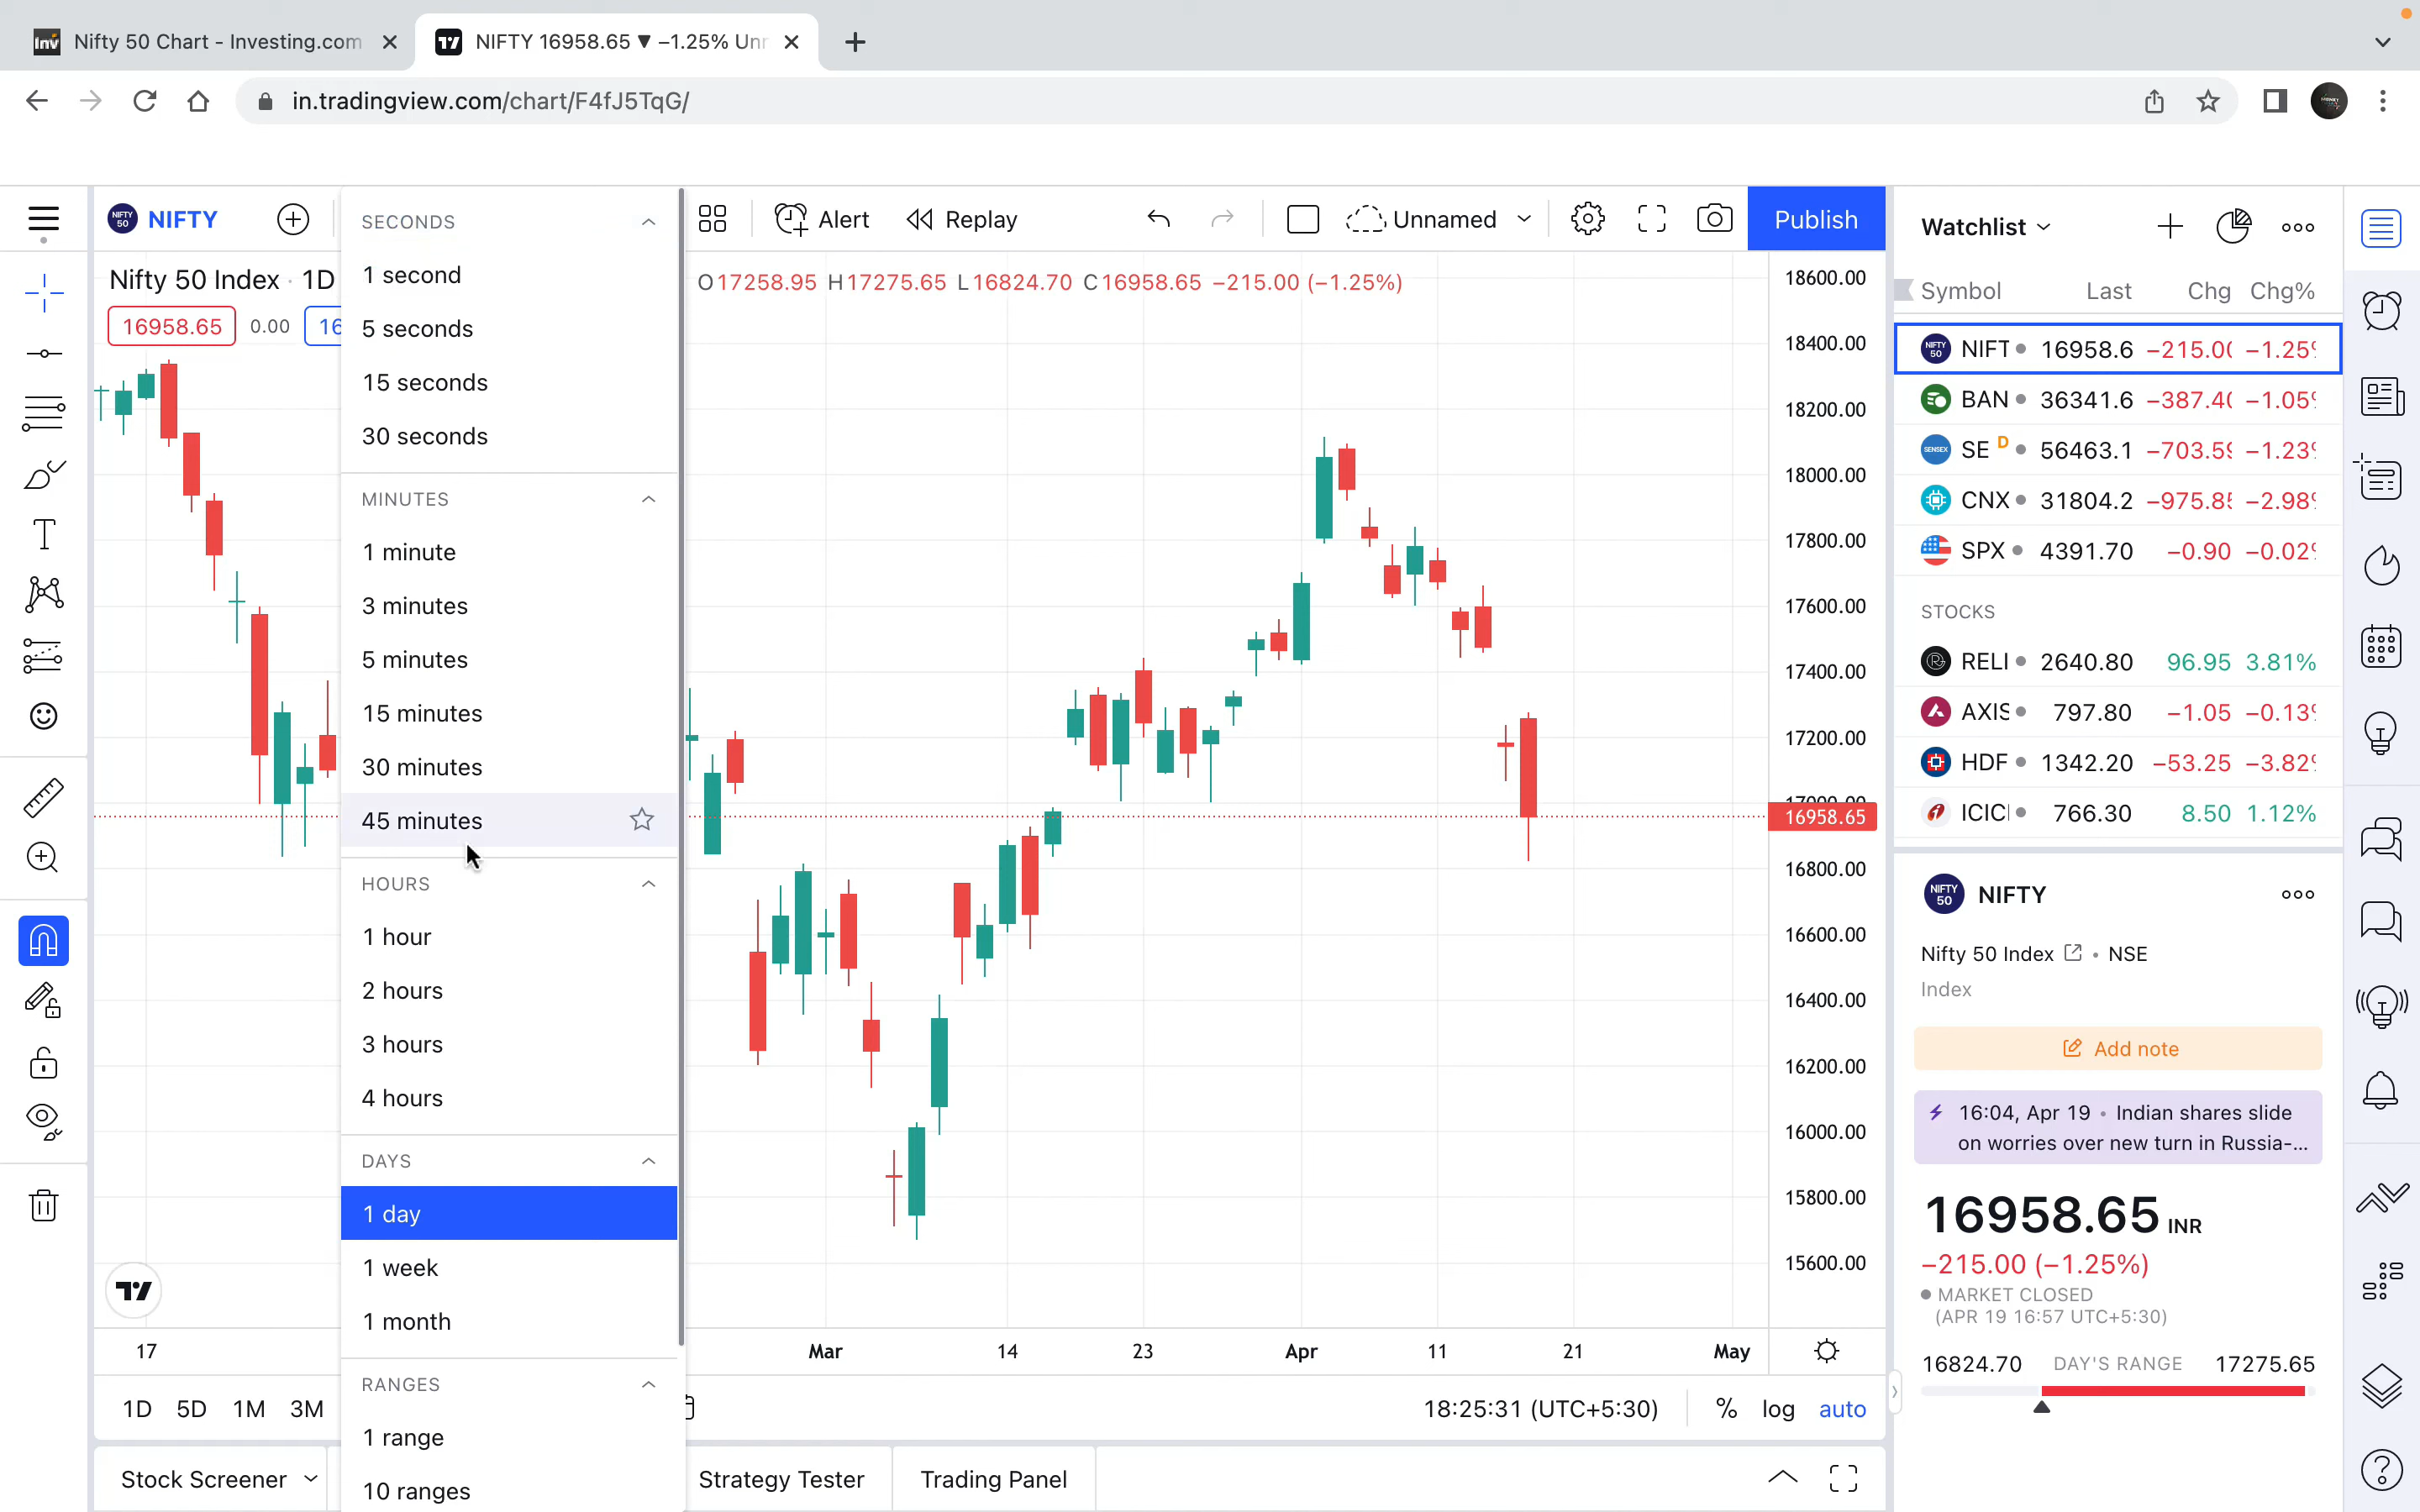 Nifty 50 Chart - Investing.com
NIFTY 16958.65 ▼ −1.25% Unn
in.tradingview.com/chart/F4fJ5TqG/
NIFTY
Alert
Replay
Unnamed
Publish
Nifty 50 Index · 1D
O17258.95 H17275.65 L16824.70 C16958.65 −215.00 (−1.25%)
16958.65
0.00
16
SECONDS
1 second
5 seconds
15 seconds
30 seconds
MINUTES
1 minute
3 minutes
5 minutes
15 minutes
30 minutes
45 minutes
HOURS
1 hour
2 hours
3 hours
4 hours
DAYS
1 day
1 week
1 month
RANGES
1 range
10 ranges
18600.00
18400.00
18200.00
18000.00
17800.00
17600.00
17400.00
17200.00
17000.00
16958.65
16800.00
16600.00
16400.00
16200.00
16000.00
15800.00
15600.00
17
Mar
14
23
Apr
11
21
May
1D 5D 1M 3M
18:25:31 (UTC+5:30)
% log auto
Stock Screener
Strategy Tester
Trading Panel
Watchlist
Symbol Last Chg Chg%
NIFTY 50 NIFT 16958.6 −215.0 −1.25
BAN 36341.6 −387.4 −1.05
SENSEX SE D 56463.1 −703.5 −1.23
CNX 31804.2 −975.8 −2.98
SPX 4391.70 −0.90 −0.02
STOCKS
RELI 2640.80 96.95 3.81%
AXIS 797.80 −1.05 −0.13
HDF 1342.20 −53.25 −3.82
ICICI 766.30 8.50 1.12%
NIFTY 50 NIFTY
Nifty 50 Index • NSE
Index
Add note
16:04, Apr 19 • Indian shares slide
on worries over new turn in Russia-...
16958.65 INR
−215.00 (−1.25%)
MARKET CLOSED
(APR 19 16:57 UTC+5:30)
16824.70 DAY'S RANGE 17275.65